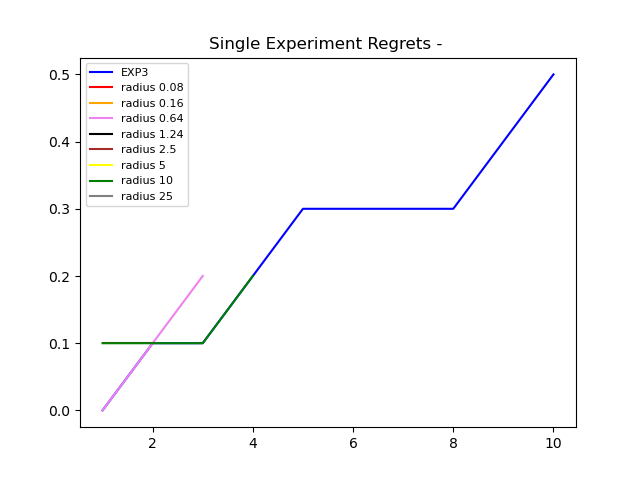 Single Experiment Regrets -
EXP3
radius 0.08
radius 0.16
radius 0.64
radius 1.24
radius 2.5
radius 5
radius 10
radius 25
0.5
0.4
0.3
0.2
0.1
0.0
2 4 6 8 10